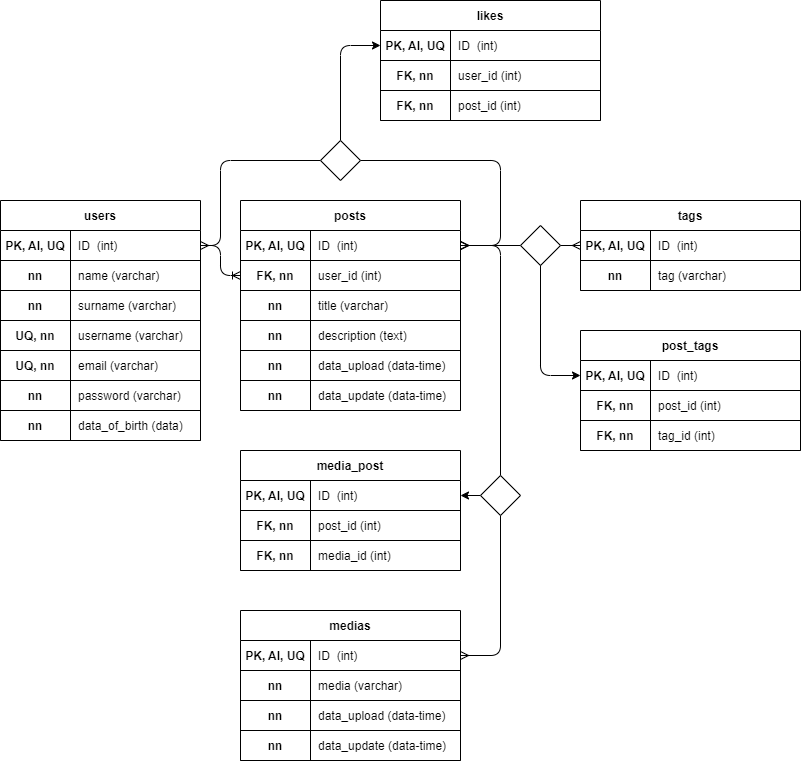 likes
PK, AI, UQ ID (int)
FK, nn user_id (int)
FK, nn post_id (int)
users
PK, AI, UQ ID (int)
nn name (varchar)
nn surname (varchar)
UQ, nn username (varchar)
UQ, nn email (varchar)
nn password (varchar)
nn data_of_birth (data)
posts
PK, AI, UQ ID (int)
FK, nn user_id (int)
nn title (varchar)
nn description (text)
nn data_upload (data-time)
nn data_update (data-time)
tags
PK, AI, UQ ID (int)
nn tag (varchar)
post_tags
PK, AI, UQ ID (int)
FK, nn post_id (int)
FK, nn tag_id (int)
media_post
PK, AI, UQ ID (int)
FK, nn post_id (int)
FK, nn media_id (int)
medias
PK, AI, UQ ID (int)
nn media (varchar)
nn data_upload (data-time)
nn data_update (data-time)